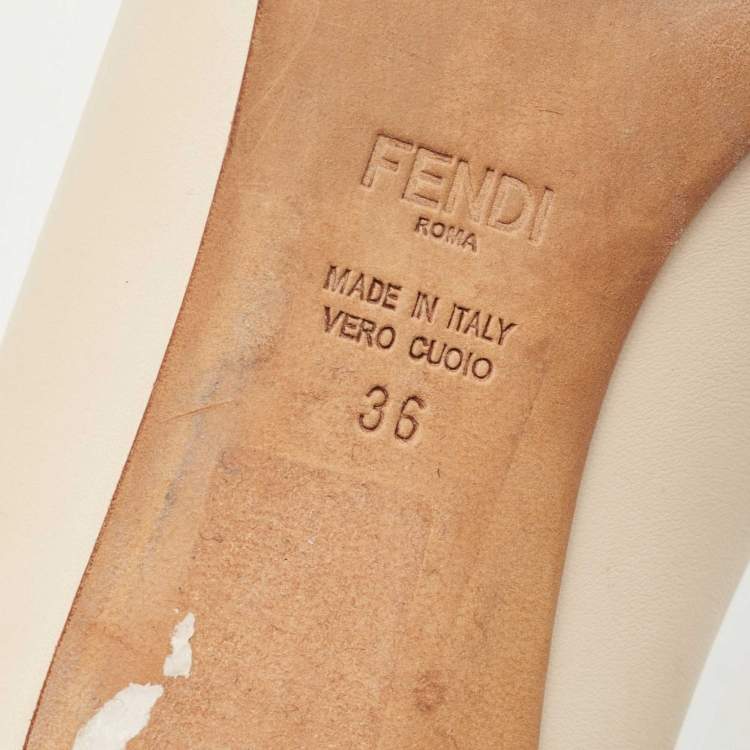 FENDI
ROMA
MADE IN ITALY
VERO CUOIO
36